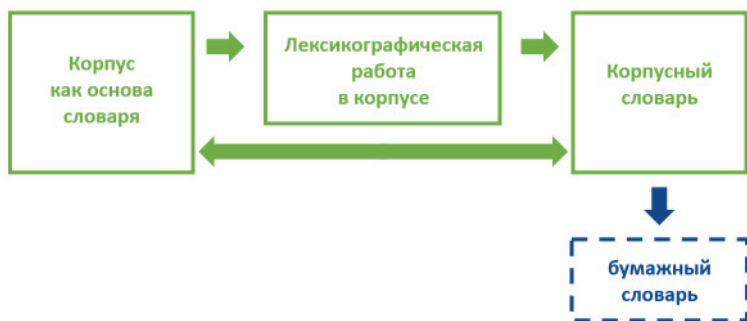 Корпус
как основа
словаря
Лексикографическая
работа
в корпусе
Корпусный
словарь
бумажный
словарь